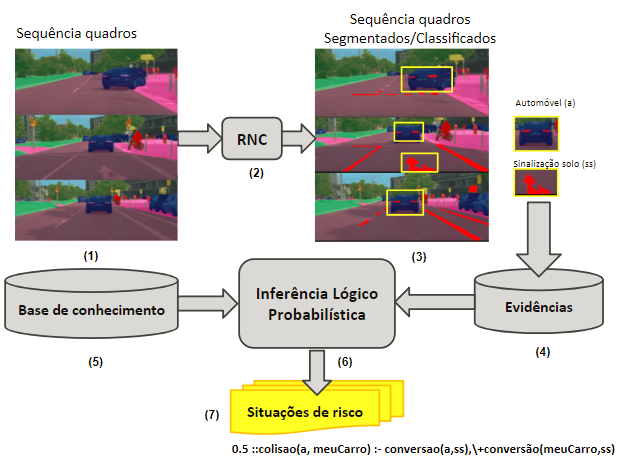 Sequência quadros
Sequência quadros
Segmentados/Classificados
Automóvel (a)
RNC
(2)
Sinalização solo (ss)
(1)
(3)
Base de conhecimento
(5)
Inferência Lógico
Probabilística
(6)
Evidências
(4)
(7)
Situações de risco
0.5 ::colisao(a, meuCarro) :- conversao(a,ss),\+conversão(meuCarro,ss)